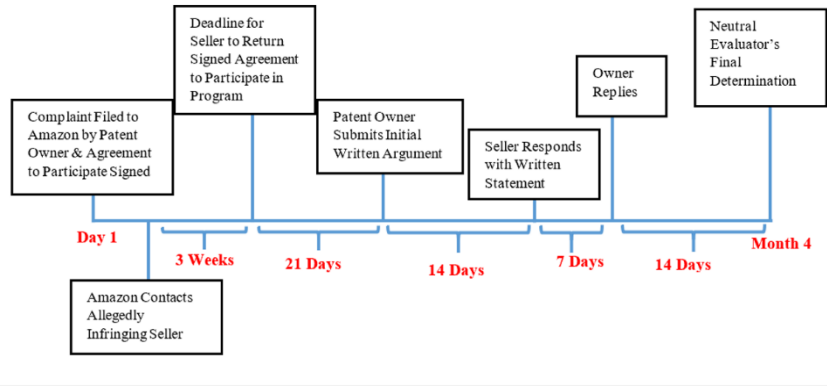 Complaint Filed to
Amazon by Patent
Owner & Agreement
to Participate Signed
Deadline for
Seller to Return
Signed Agreement
to Participate in
Program
Patent Owner
Submits Initial
Written Argument
Seller Responds
with Written
Statement
Owner
Replies
Neutral
Evaluator’s
Final
Determination
Day 1
3 Weeks
21 Days
14 Days
7 Days
14 Days
Month 4
Amazon Contacts
Allegedly
Infringing Seller